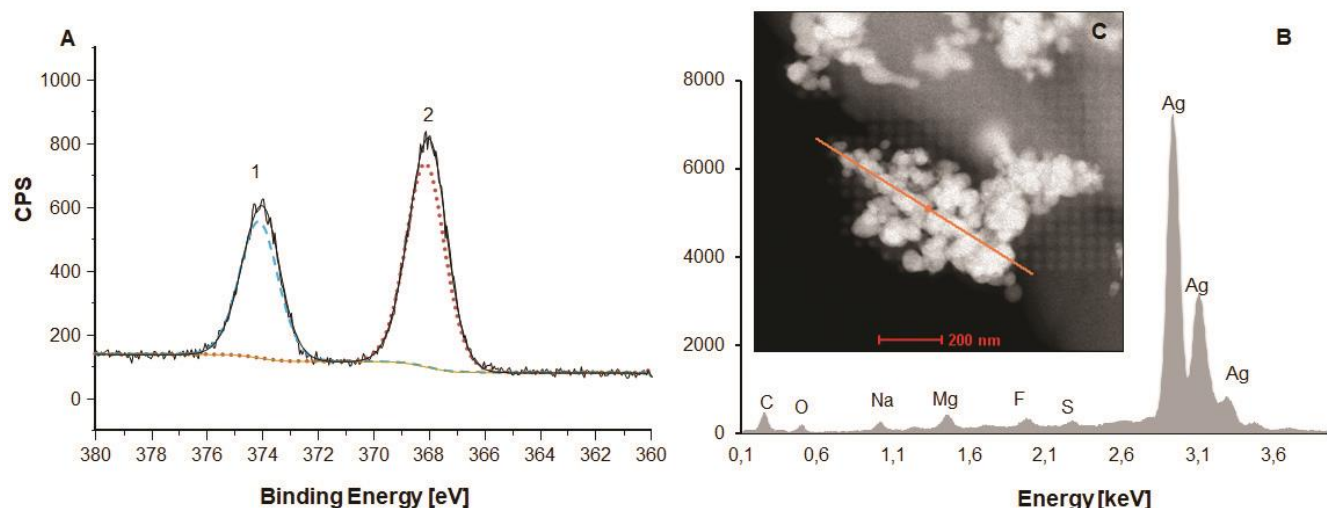 A
CPS
1000
800
600
400
200
0
1
2
380 378 376 374 372 370 368 366 364 362 360
Binding Energy [eV]
B
8000
6000
4000
2000
0
C
200 nm
Ag
Ag
Ag
C O Na Mg F S
0,1 0,6 1,1 1,6 2,1 2,6 3,1 3,6
Energy [keV]